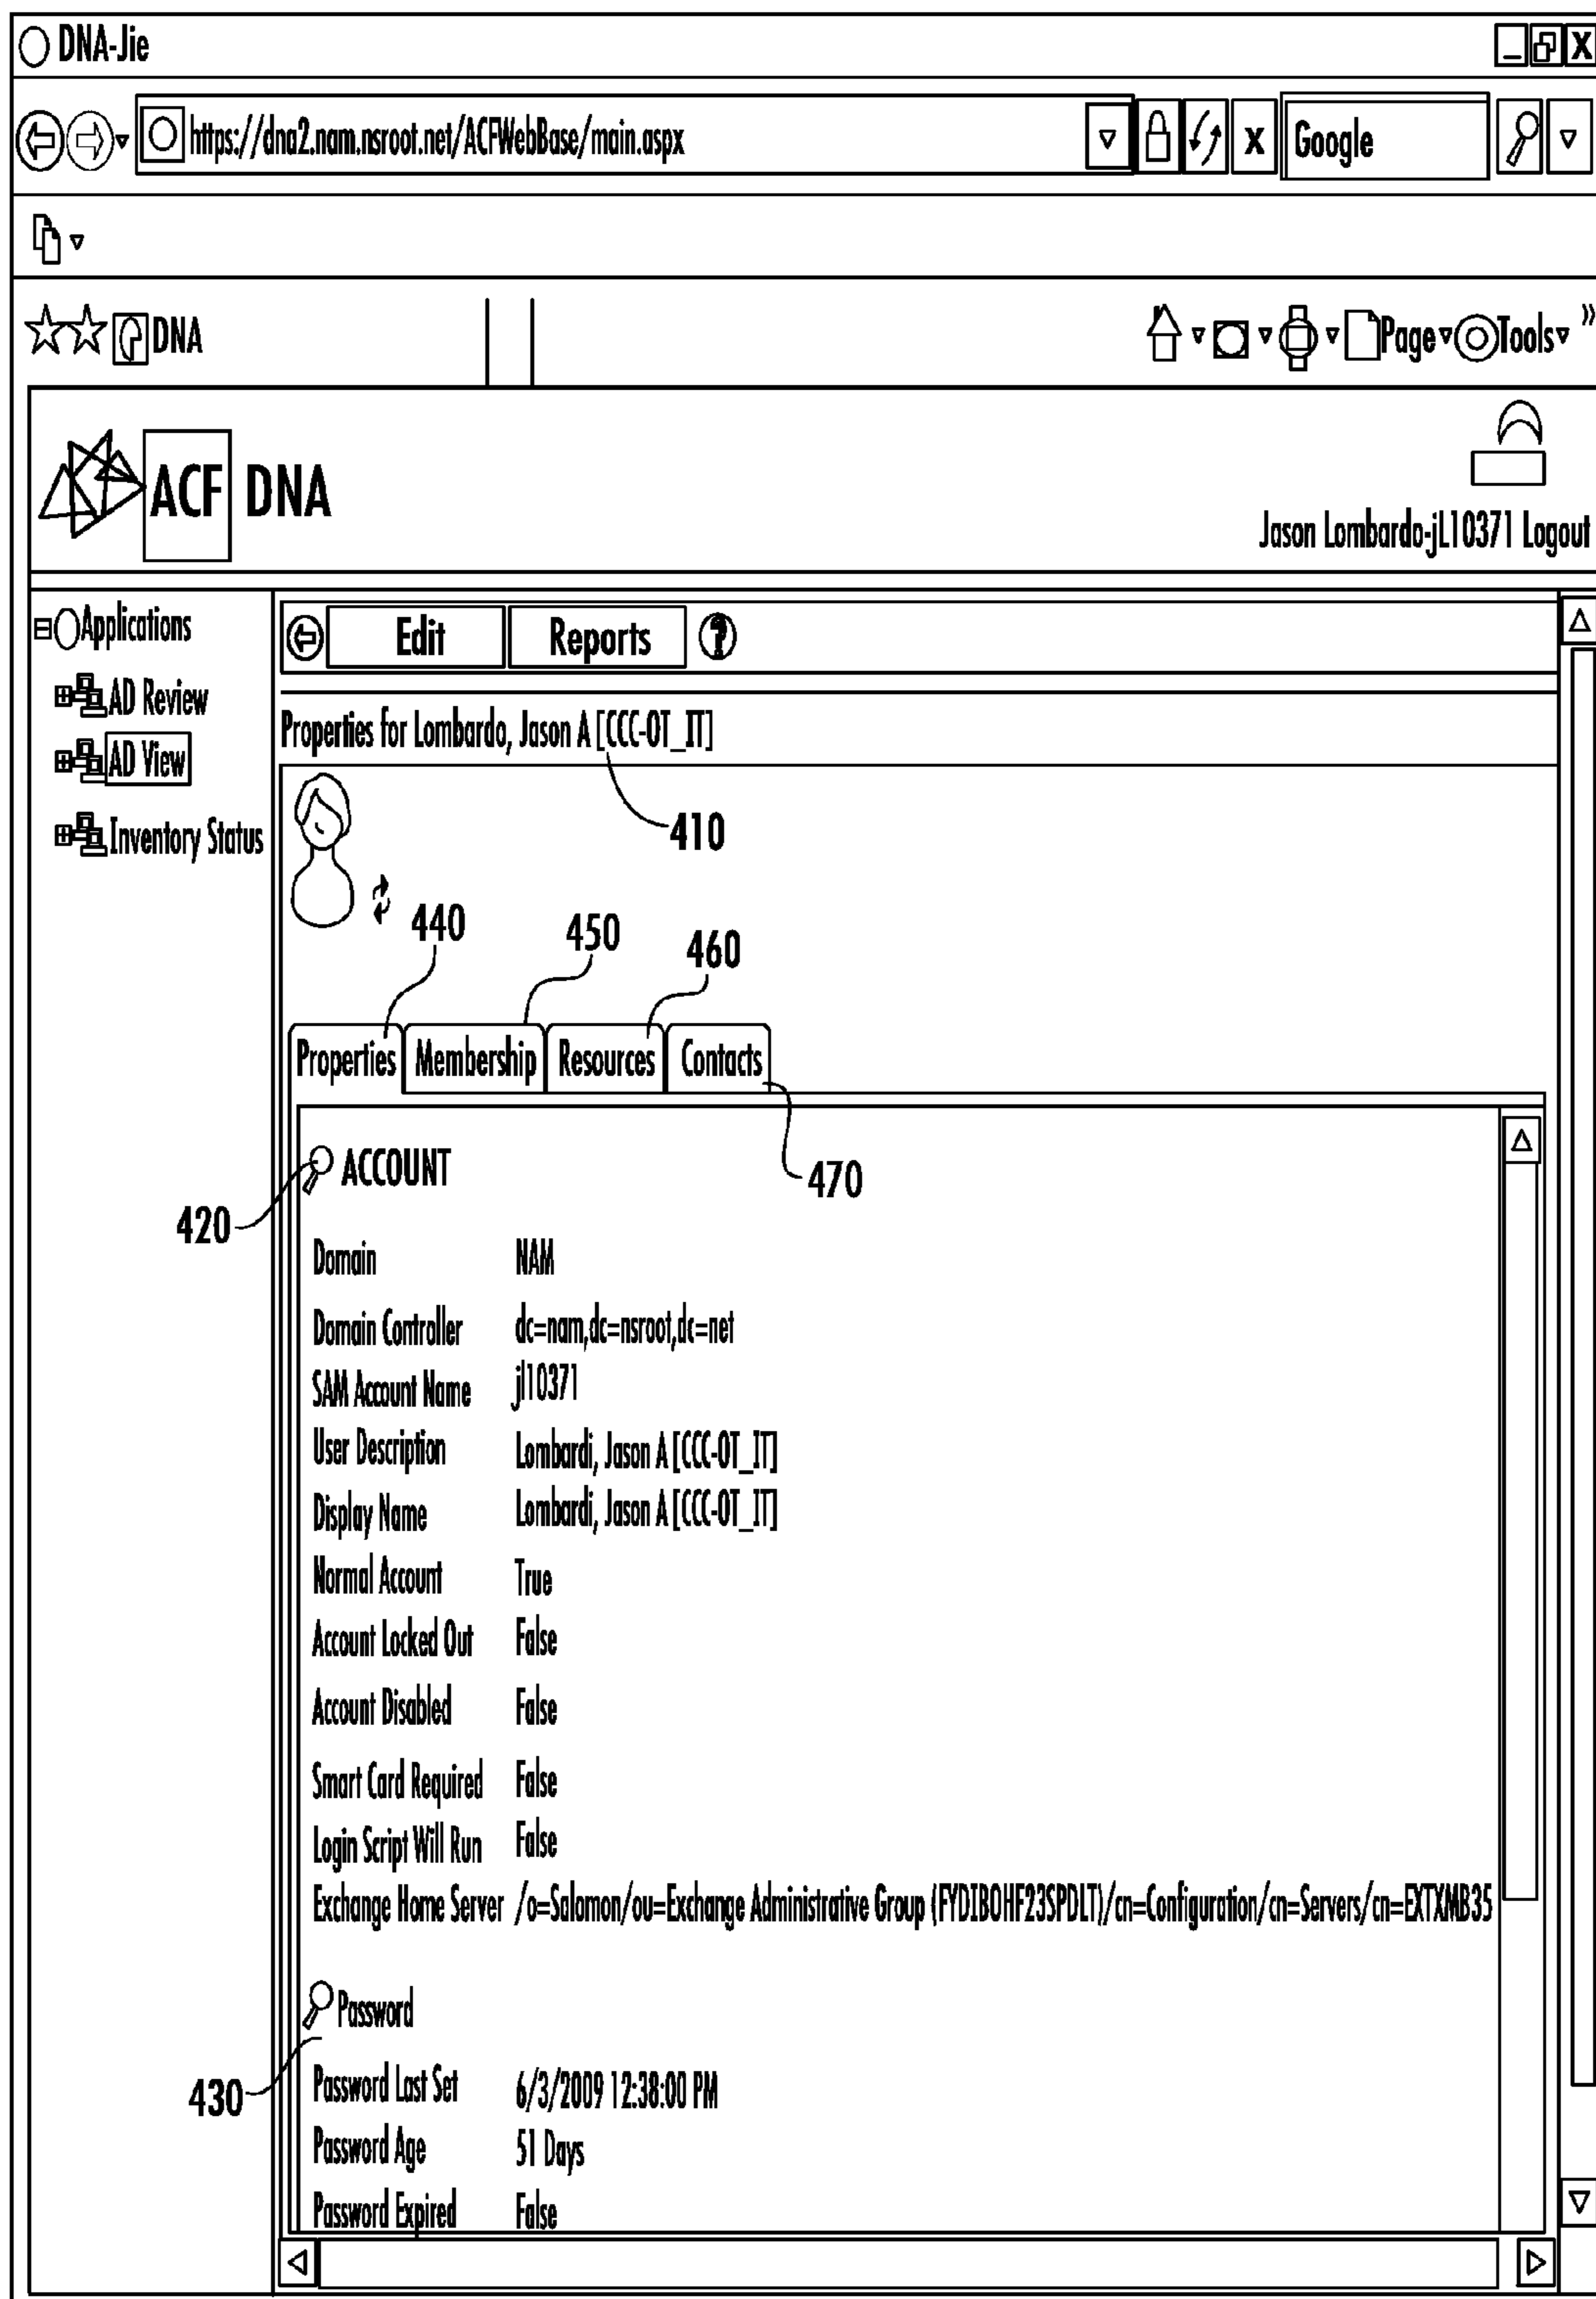 DNA-Jie
https://dna2.nam.nsroot.net/ACFWebBase/main.aspx
Google
DNA
Page
Tools
»
ACF DNA
Jason Lombardo-jL10371 Logout
Applications
AD Review
AD View
Inventory Status
Edit
Reports
?
Properties for Lombardo, Jason A [CCC-OT_IT]
410
440
450
460
Properties Membership Resources Contacts
470
420
ACCOUNT
Domain NAM
Domain Controller dc=nam,dc=nsroot,dc=net
SAM Account Name jl10371
User Description Lombardi, Jason A [CCC-OT_IT]
Display Name Lombardi, Jason A [CCC-OT_IT]
Normal Account True
Account Locked Out False
Account Disabled False
Smart Card Required False
Login Script Will Run False
Exchange Home Server /o=Salomon/ou=Exchange Administrative Group (FYDIBOHF23SPDLT)/cn=Configuration/cn=Servers/cn=EXTXMB35
Password
430
Password Last Set 6/3/2009 12:38:00 PM
Password Age 51 Days
Password Expired False